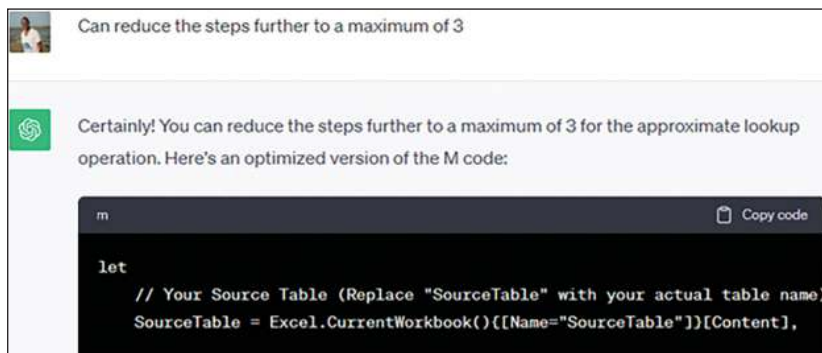 Can reduce the steps further to a maximum of 3
Certainly! You can reduce the steps further to a maximum of 3 for the approximate lookup
operation. Here's an optimized version of the M code:
m Copy code
let
// Your Source Table (Replace "SourceTable" with your actual table name)
SourceTable = Excel.CurrentWorkbook(){[Name="SourceTable"]}[Content],